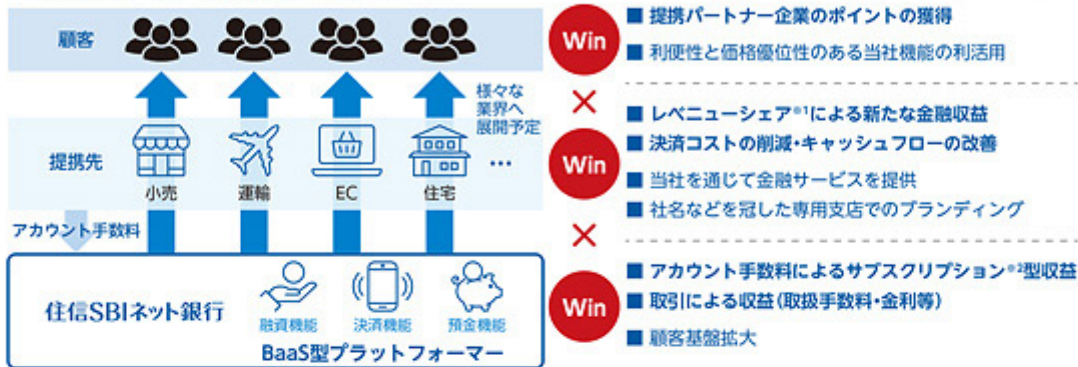 顧客
様々な
業界へ
展開予定
提携先
小売
運輸
EC
住宅
…
アカウント手数料
住信SBIネット銀行
融資機能
決済機能
預金機能
BaaS型プラットフォーマー
Win
■ 提携パートナー企業のポイントの獲得
■ 利便性と価格優位性のある当社機能の利活用
×
Win
■ レベニューシェア※1による新たな金融収益
■ 決済コストの削減・キャッシュフローの改善
■ 当社を通じて金融サービスを提供
■ 社名などを冠した専用支店でのブランディング
×
Win
■ アカウント手数料によるサブスクリプション※2型収益
■ 取引による収益(取扱手数料・金利等)
■ 顧客基盤拡大